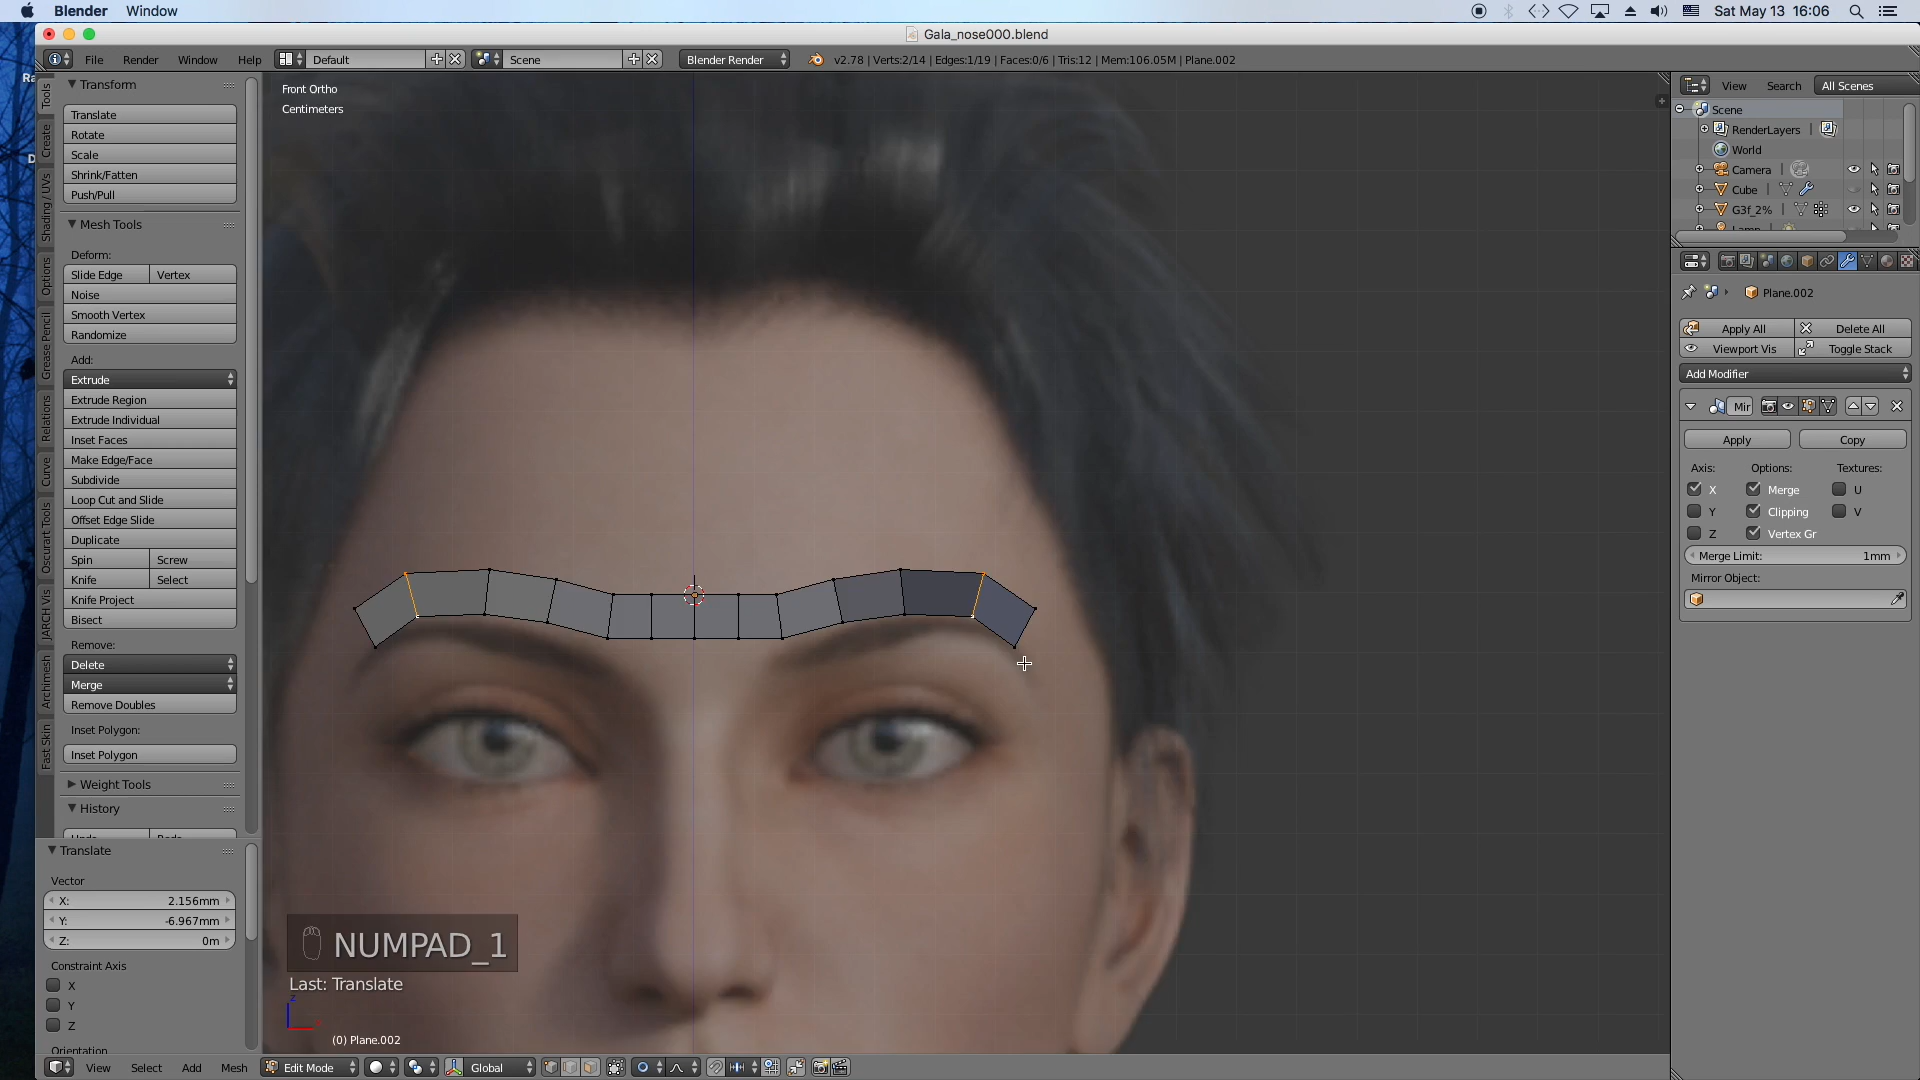 Blender Window
Sat May 13 16:06
Gala_nose000.blend
File Render Window Help
Default
Scene
Blender Render
v2.78 | Verts:2/14 | Edges:1/19 | Faces:0/6 | Tris:12 | Mem:106.05M | Plane.002
Tools
Create
Shading / UVs
Options
Grease Pencil
Relations
Curve
Oscurart Tools
JARCH Vis
Archimesh
Fast Skin
Transform
Translate
Rotate
Scale
Shrink/Fatten
Push/Pull
Mesh Tools
Deform:
Slide Edge Vertex
Noise
Smooth Vertex
Randomize
Add:
Extrude
Extrude Region
Extrude Individual
Inset Faces
Make Edge/Face
Subdivide
Loop Cut and Slide
Offset Edge Slide
Duplicate
Spin Screw
Knife Select
Knife Project
Bisect
Remove:
Delete
Merge
Remove Doubles
Inset Polygon:
Inset Polygon
Weight Tools
History
Translate
Vector
X: 2.156mm
Y: -6.967mm
Z: 0m
Constraint Axis
X
Y
Z
Orientation
Front Ortho
Centimeters
NUMPAD_1
Last: Translate
(0) Plane.002
View Select Add Mesh
Edit Mode
Global
View Search All Scenes
Scene
RenderLayers
World
Camera
Cube
G3f_2%
Lamp
Plane.002
Apply All Delete All
Viewport Vis Toggle Stack
Add Modifier
Mir
Apply Copy
Axis: Options: Textures:
X Merge U
Y Clipping V
Z Vertex Gr
Merge Limit: 1mm
Mirror Object: